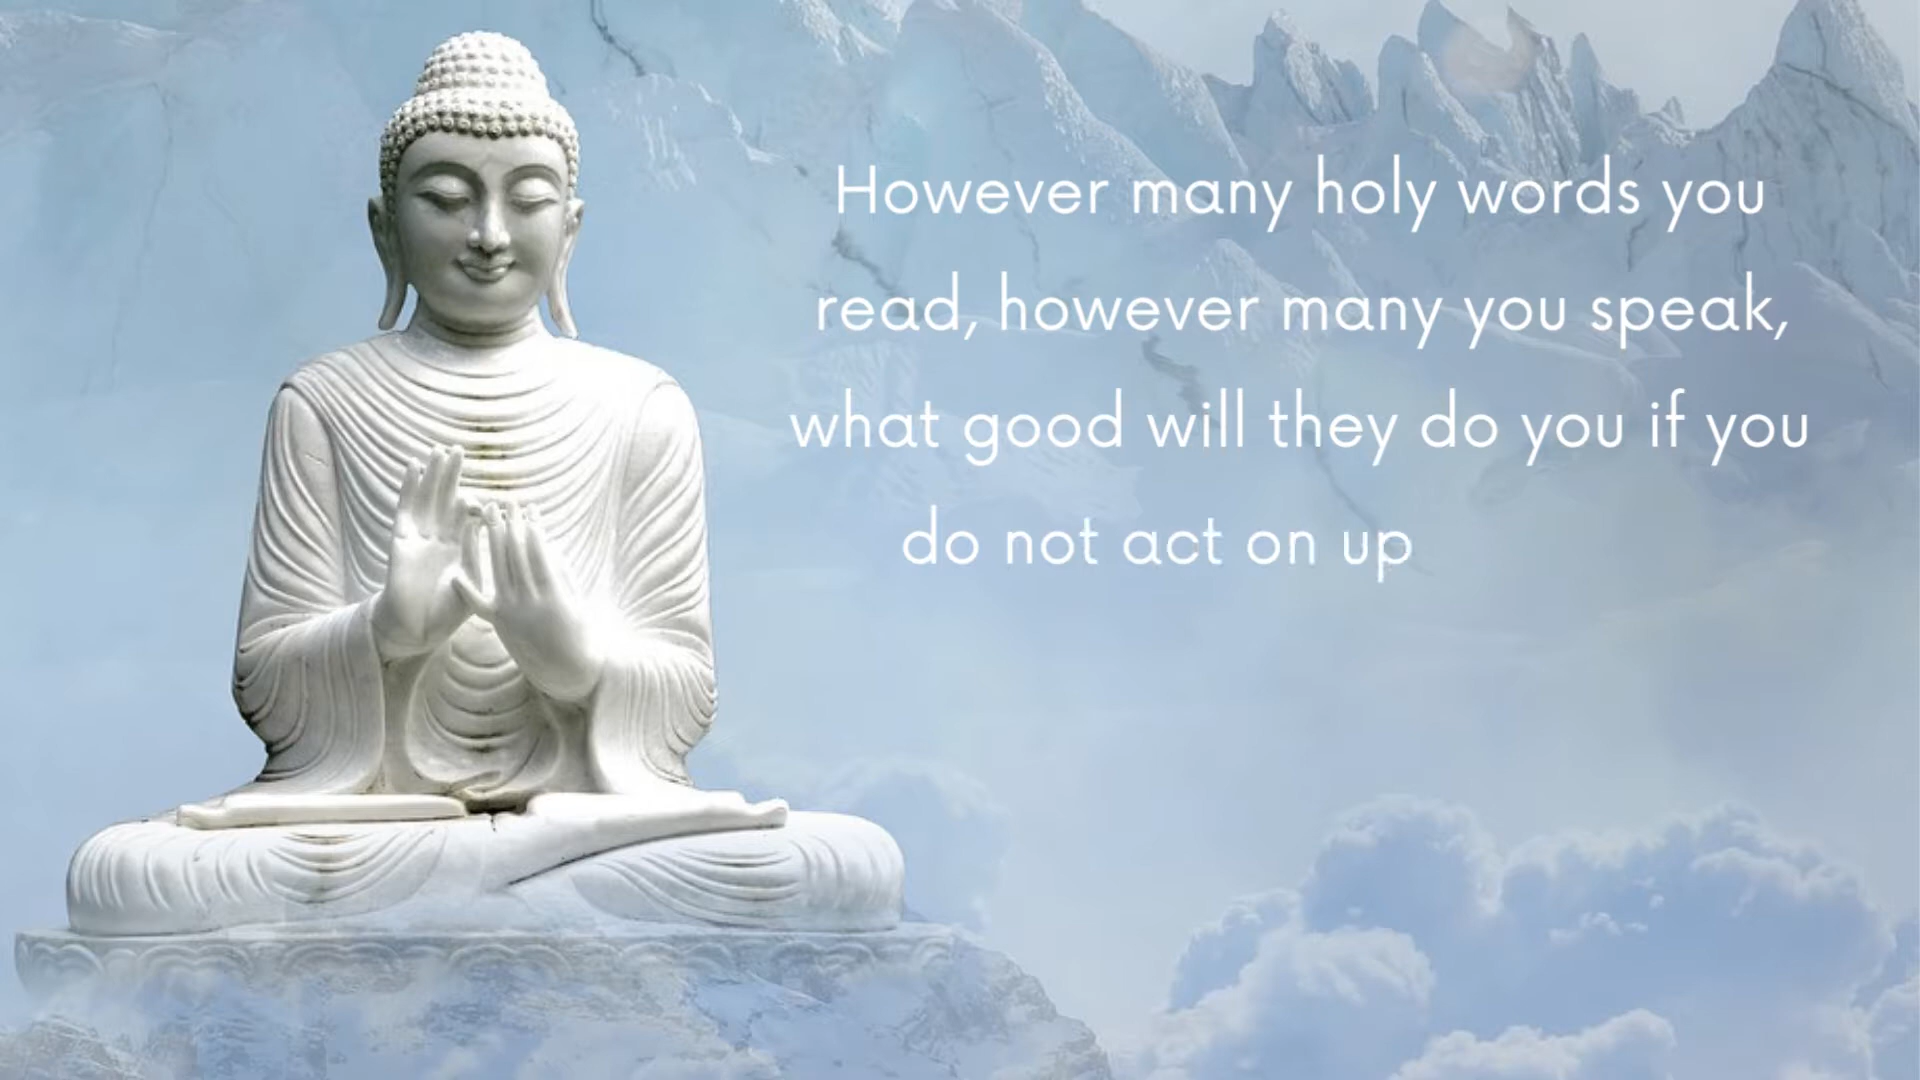 However many holy words you
read, however many you speak,
what good will they do you if you
do not act on up